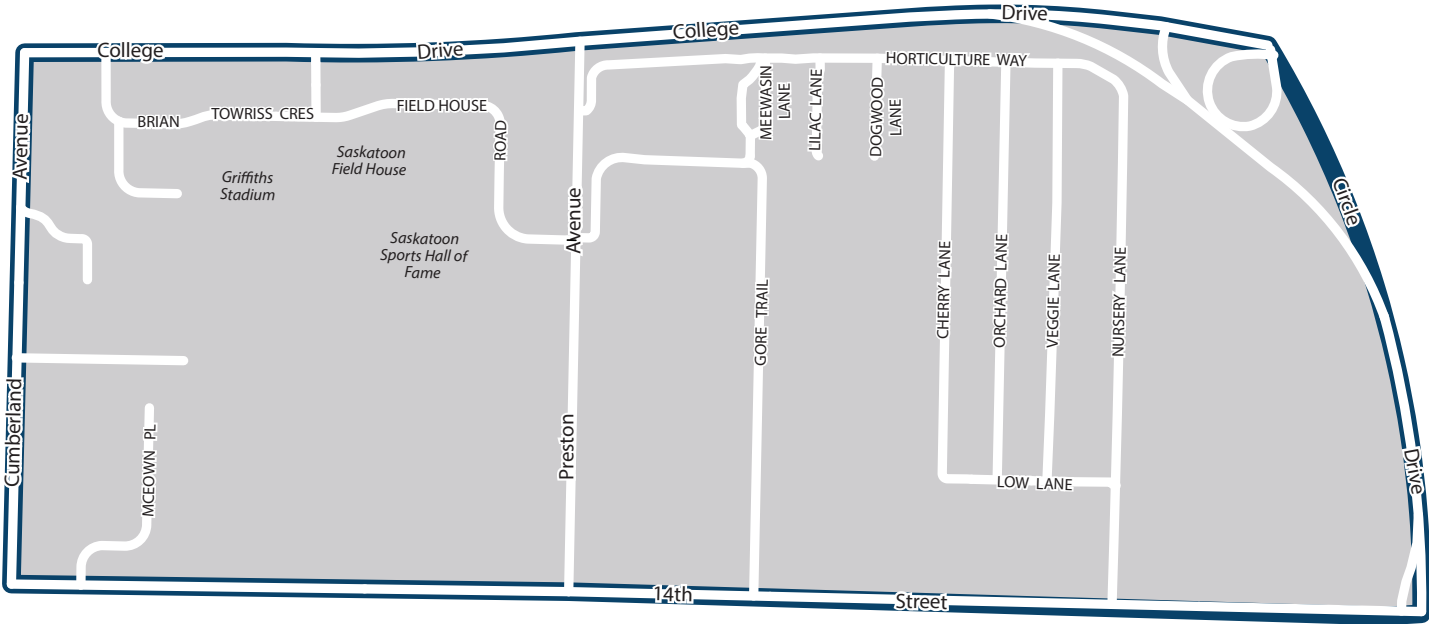 College
Drive
College
Drive
HORTICULTURE WAY
BRIAN
TOWRISS CRES
FIELD HOUSE
ROAD
MEEWASIN
LANE
LILAC LANE
DOGWOOD
LANE
Avenue
Saskatoon
Field House
Griffiths
Stadium
Saskatoon
Sports Hall of
Fame
Avenue
Circle
CHERRY LANE
ORCHARD LANE
VEGGIE LANE
NURSERY LANE
GORE TRAIL
Cumberland
Preston
MCEOWN PL
LOW LANE
Drive
14th
Street